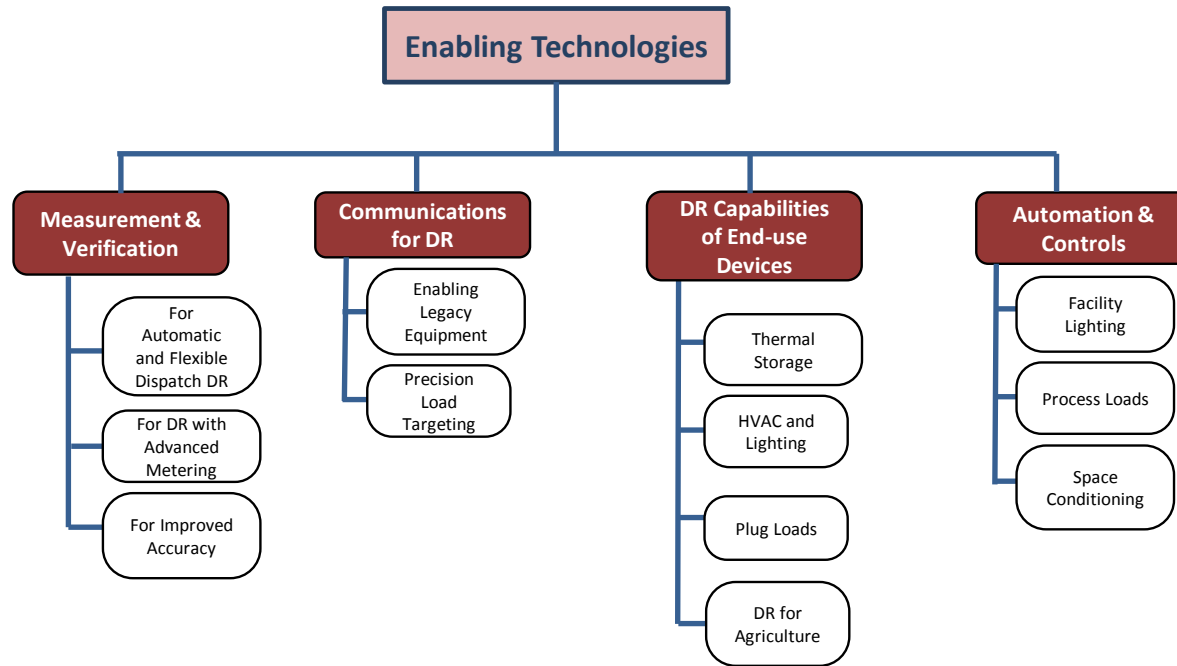 Enabling Technologies
Measurement &
Verification
For
Automatic
and Flexible
Dispatch DR
For DR with
Advanced
Metering
For Improved
Accuracy
Communications
for DR
Enabling
Legacy
Equipment
Precision
Load
Targeting
DR Capabilities
of End-use
Devices
Thermal
Storage
HVAC and
Lighting
Plug Loads
DR for
Agriculture
Automation &
Controls
Facility
Lighting
Process Loads
Space
Conditioning